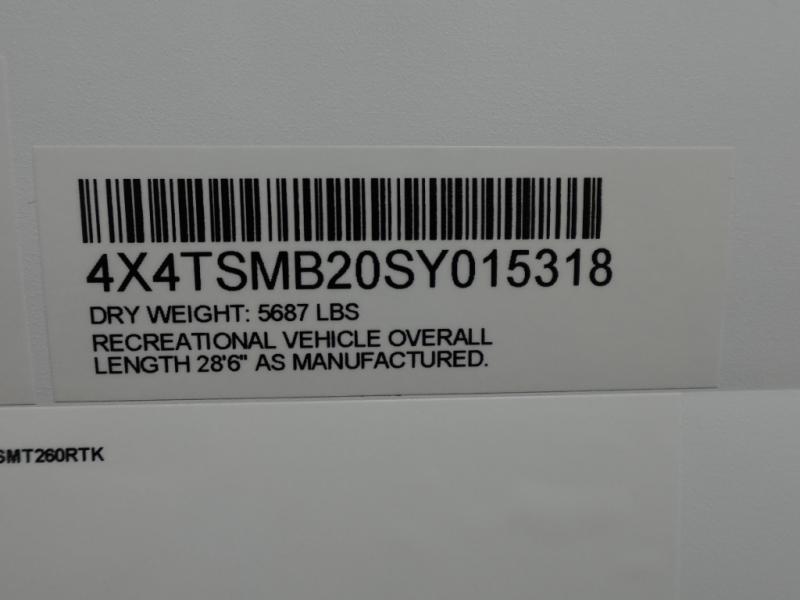 4X4TSMB20SY015318
DRY WEIGHT: 5687 LBS
RECREATIONAL VEHICLE OVERALL
LENGTH 28'6" AS MANUFACTURED.
SMT260RTK